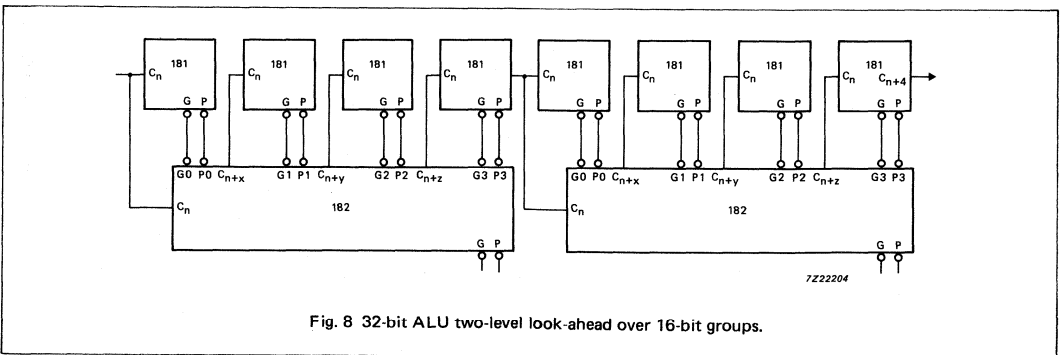 181 181 181 181 181 181 181 181
Cn Cn Cn Cn Cn Cn Cn Cn Cn+4
G P G P G P G P G P G P G P G P
G0 P0 Cn+x G1 P1 Cn+y G2 P2 Cn+z G3 P3 G0 P0 Cn+x G1 P1 Cn+y G2 P2 Cn+z G3 P3
Cn 182 Cn 182
G P G P
7Z22204
Fig. 8 32-bit ALU two-level look-ahead over 16-bit groups.